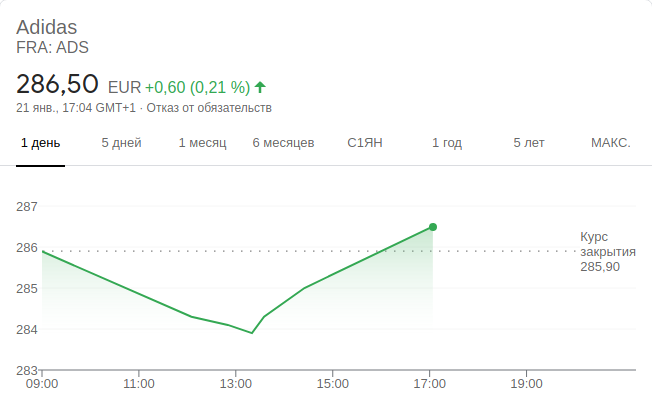 Adidas
FRA: ADS
286,50 EUR +0,60 (0,21 %)
21 янв., 17:04 GMT+1 · Отказ от обязательств
1 день 5 дней 1 месяц 6 месяцев С1ЯН 1 год 5 лет МАКС.
287
286
285
284
283
Курс
закрытия
285,90
09:00 11:00 13:00 15:00 17:00 19:00